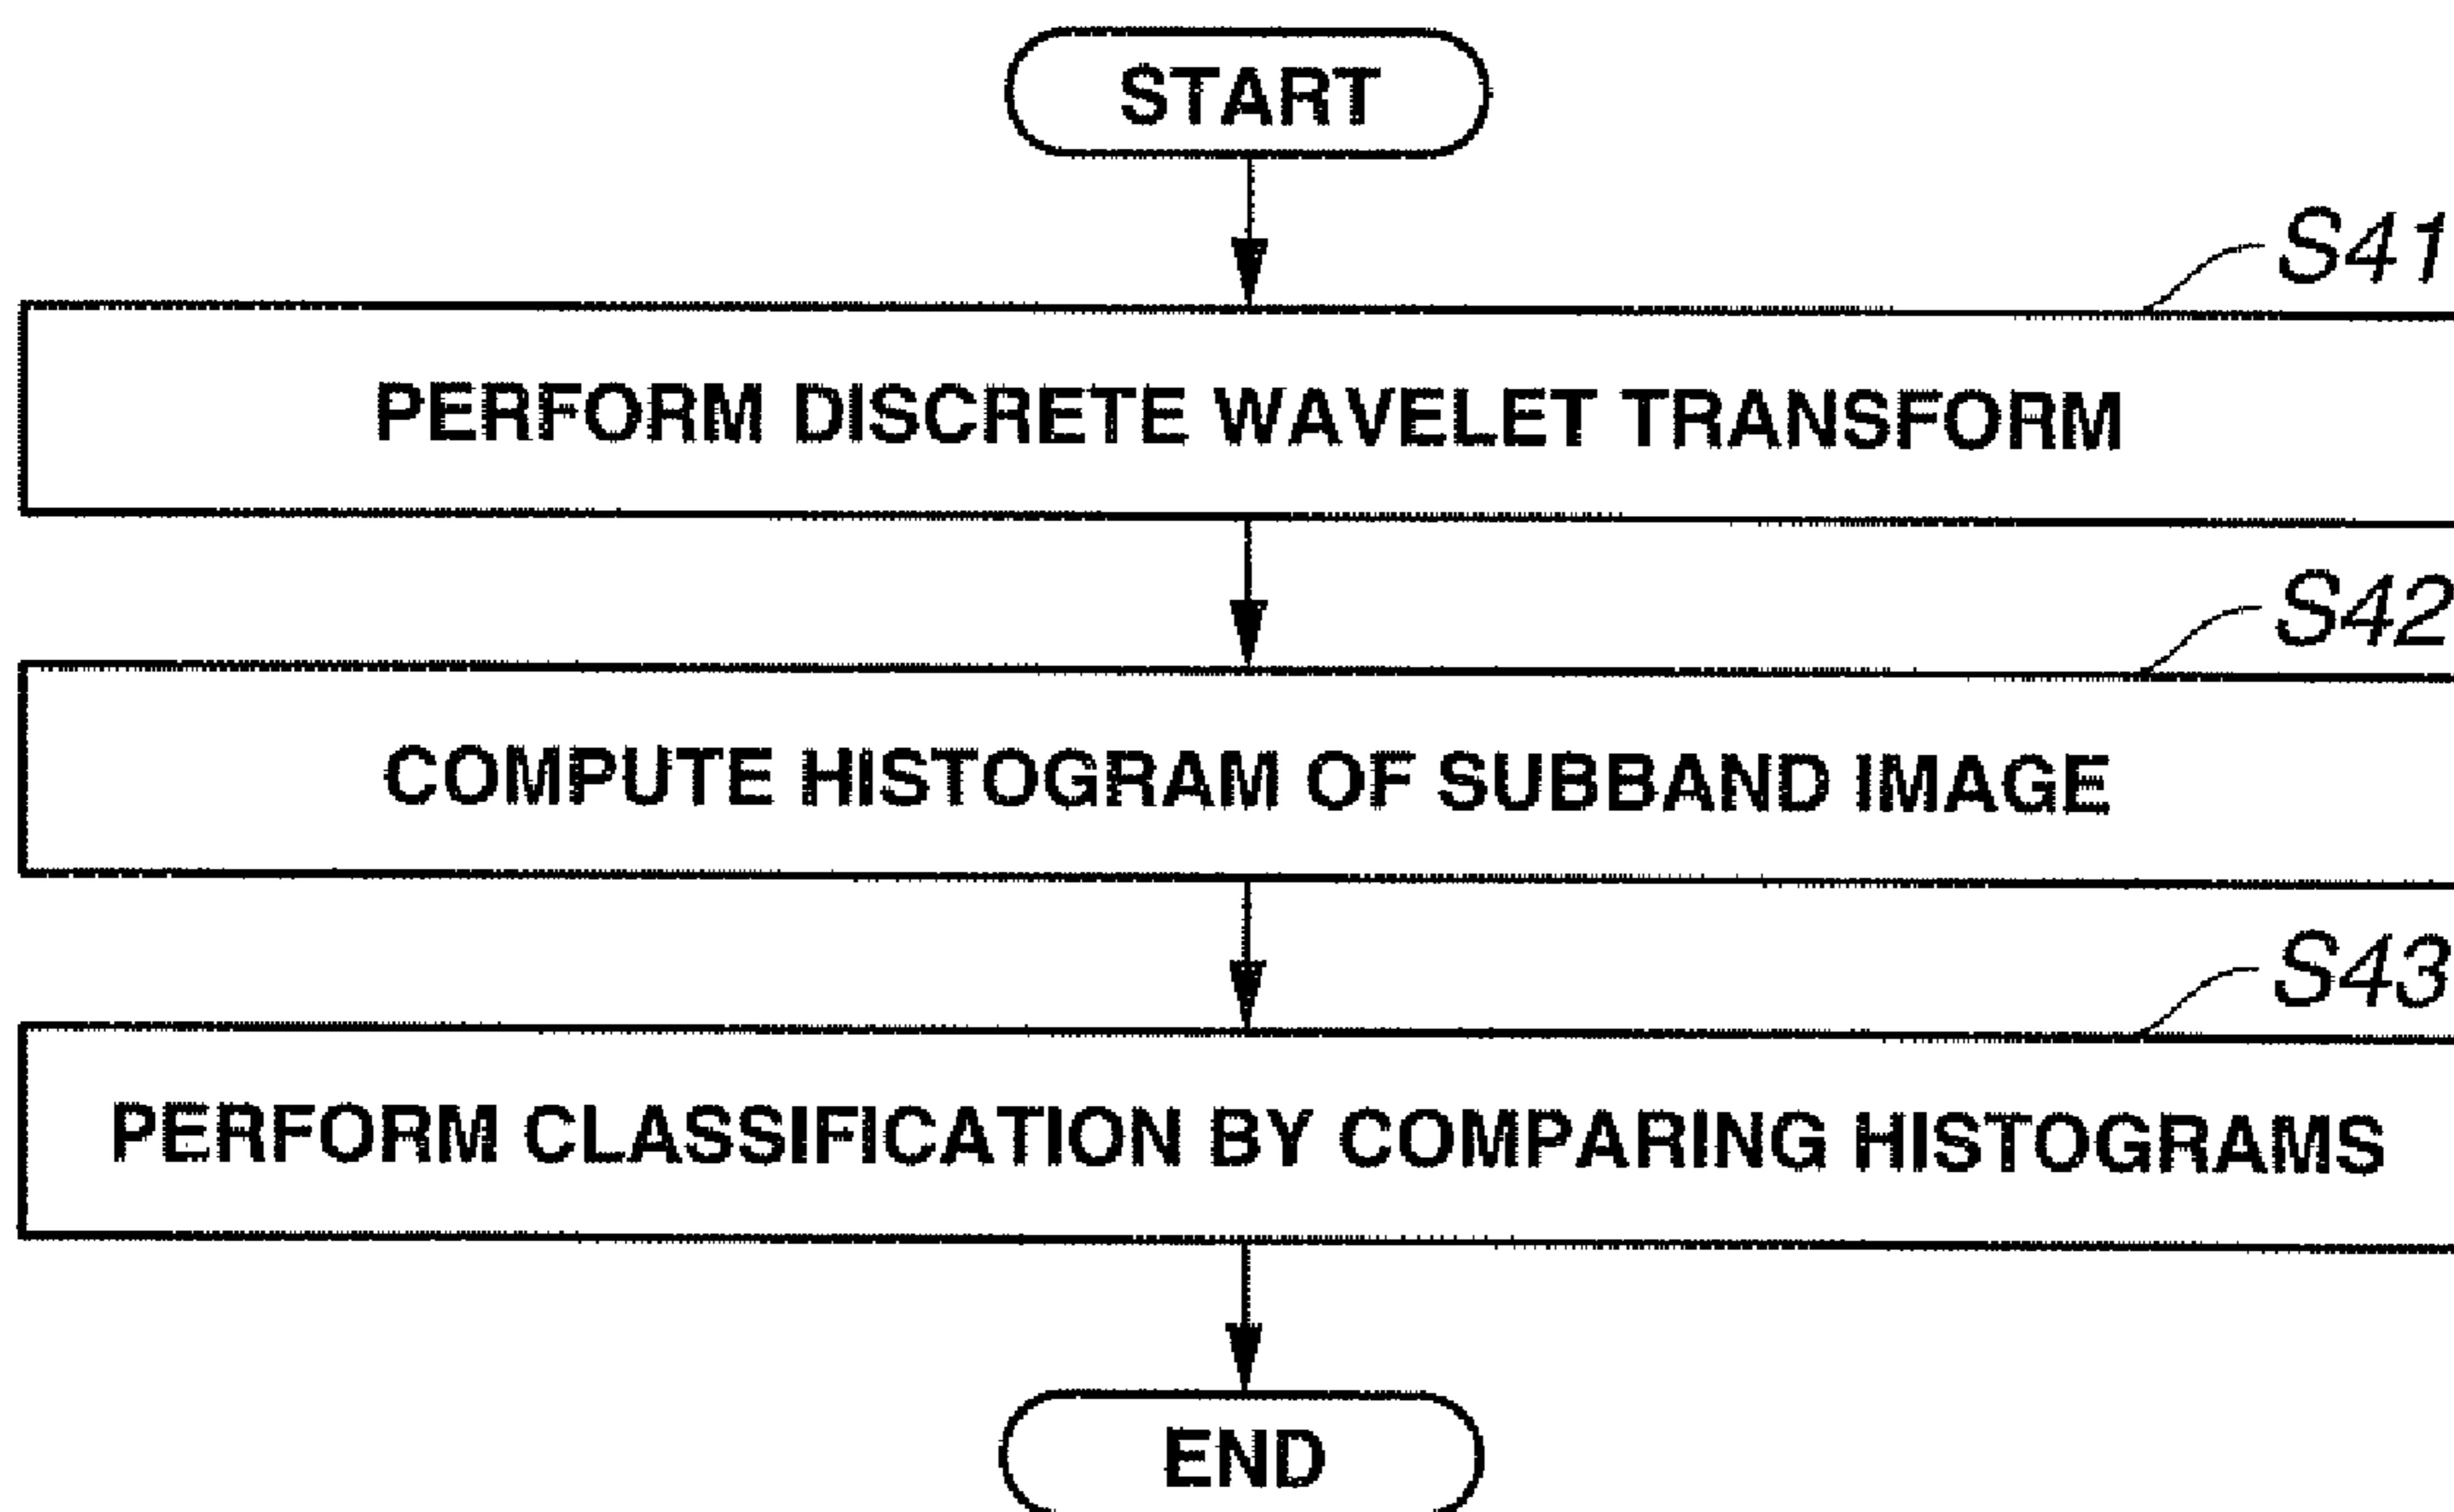 START
S41
PERFORM DISCRETE WAVELET TRANSFORM
S42
COMPUTE HISTOGRAM OF SUBBAND IMAGE
S43
PERFORM CLASSIFICATION BY COMPARING HISTOGRAMS
END